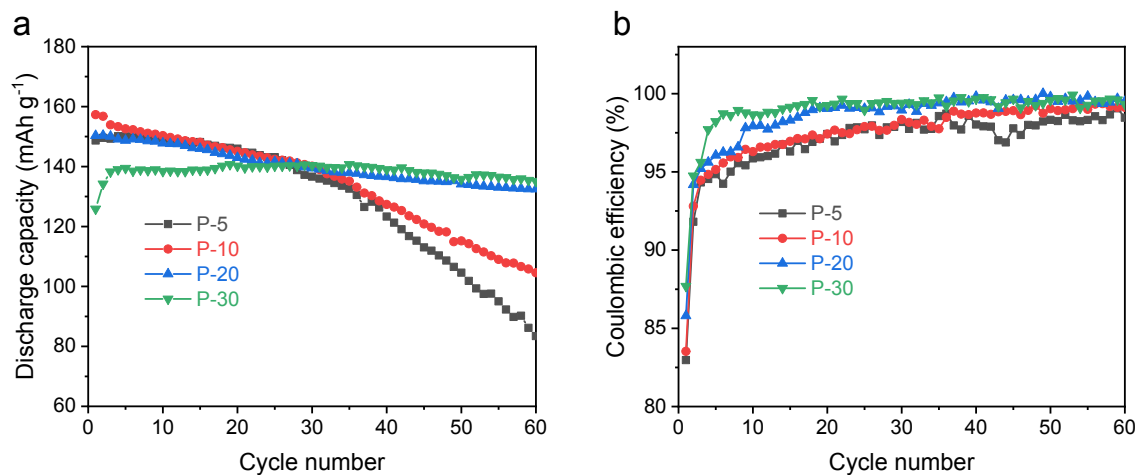 a
180
160
140
120
100
80
60
0 10 20 30 40 50 60
Discharge capacity (mAh g⁻¹)
Cycle number
P-5
P-10
P-20
P-30
b
100
95
90
85
80
0 10 20 30 40 50 60
Coulombic efficiency (%)
Cycle number
P-5
P-10
P-20
P-30